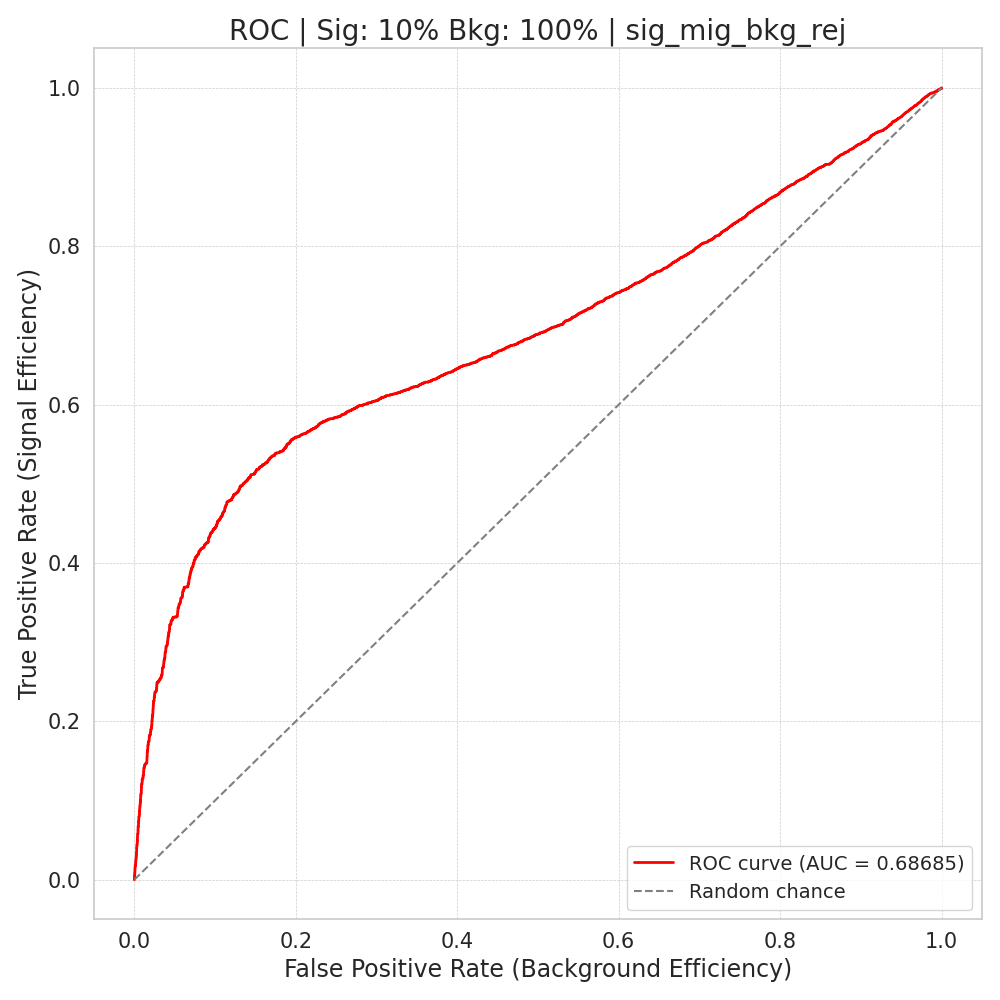 ROC | Sig: 10% Bkg: 100% | sig_mig_bkg_rej
1.0
0.8
0.6
0.4
0.2
0.0
True Positive Rate (Signal Efficiency)
ROC curve (AUC = 0.68685)
Random chance
0.0 0.2 0.4 0.6 0.8 1.0
False Positive Rate (Background Efficiency)